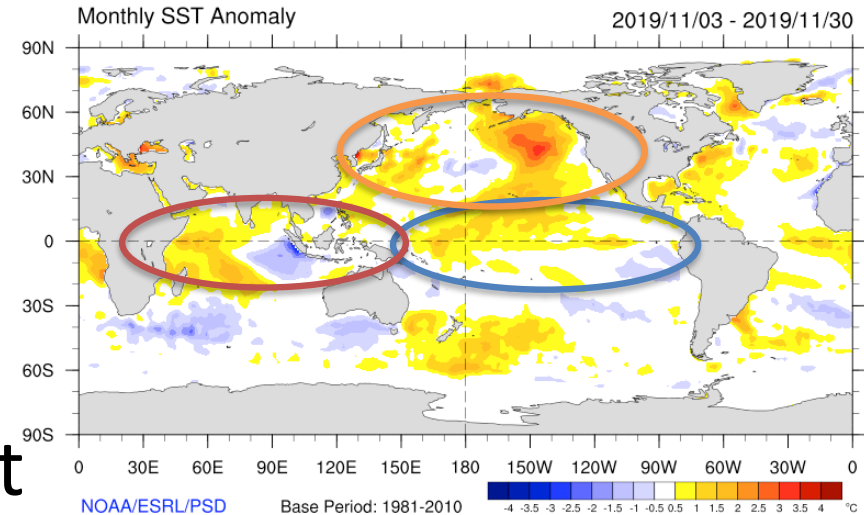 Monthly SST Anomaly 2019/11/03 - 2019/11/30
90N
60N
30N
0
30S
60S
90S
0 30E 60E 90E 120E 150E 180 150W 120W 90W 60W 30W 0
t
NOAA/ESRL/PSD Base Period: 1981-2010
-4 -3.5 -3 -2.5 -2 -1.5 -1 -0.5 0.5 1 1.5 2 2.5 3 3.5 4 °C